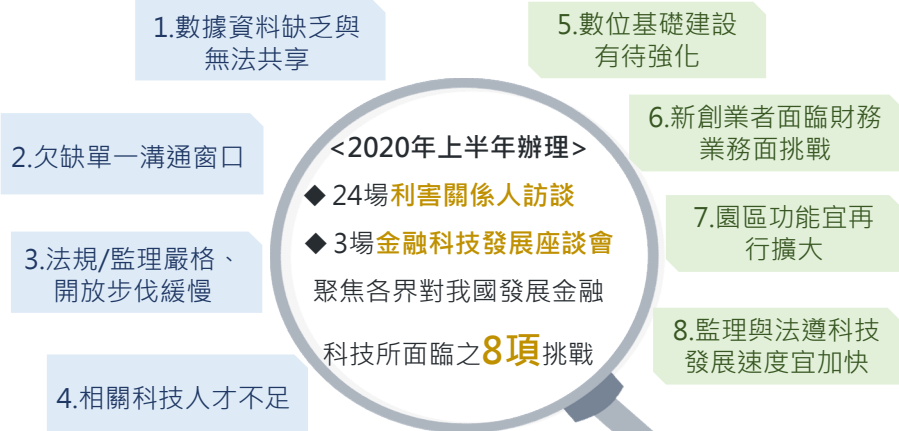 1.數據資料缺乏與
無法共享
2.欠缺單一溝通窗口
3.法規/監理嚴格、
開放步伐緩慢
4.相關科技人才不足
<2020年上半年辦理>
◆ 24場利害關係人訪談
◆ 3場金融科技發展座談會
聚焦各界對我國發展金融
科技所面臨之8項挑戰
5.數位基礎建設
有待強化
6.新創業者面臨財務
業務面挑戰
7.園區功能宜再
行擴大
8.監理與法遵科技
發展速度宜加快